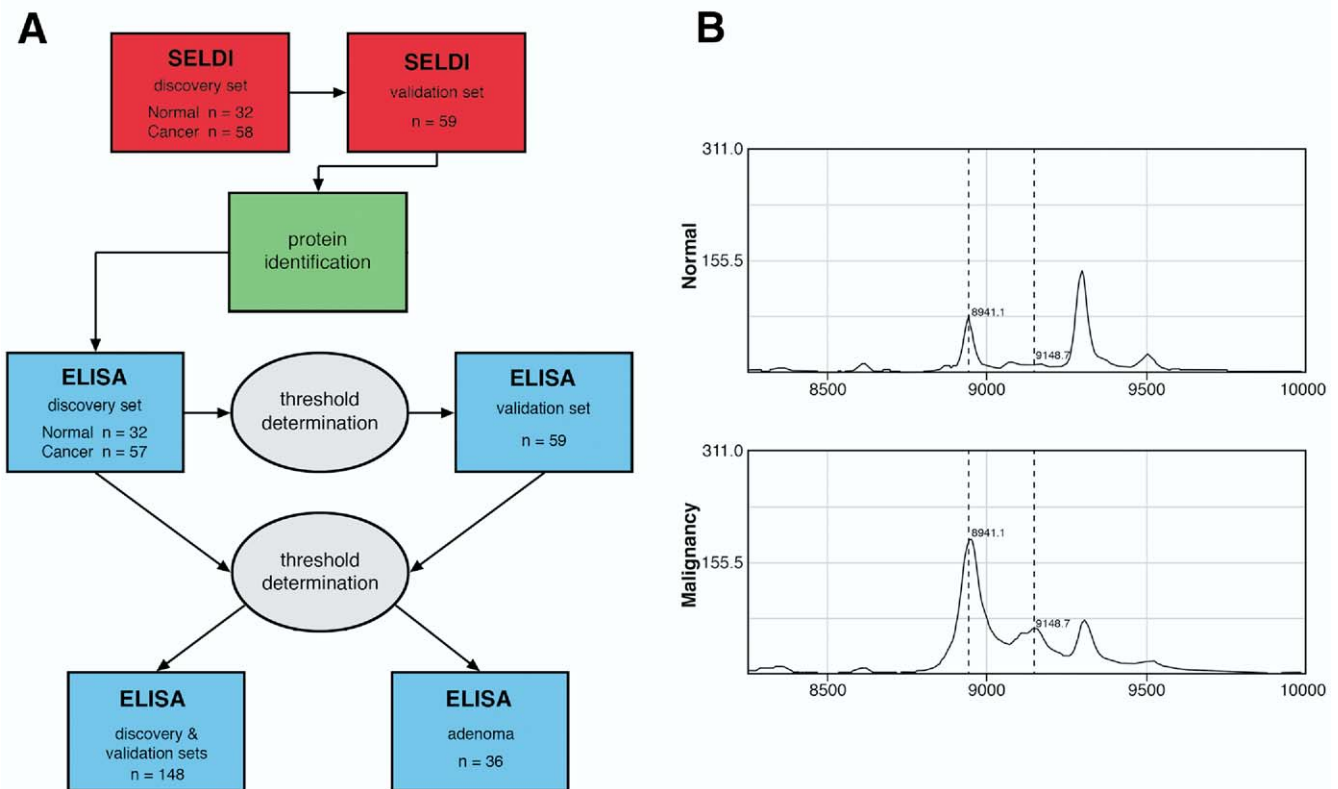 A
SELDI
discovery set
Normal n = 32
Cancer n = 58
SELDI
validation set
n = 59
protein
identification
ELISA
discovery set
Normal n = 32
Cancer n = 57
threshold
determination
ELISA
validation set
n = 59
threshold
determination
ELISA
discovery &
validation sets
n = 148
ELISA
adenoma
n = 36
B
Normal
311.0
155.5
8941.1
9148.7
8500 9000 9500 10000
Malignancy
311.0
155.5
8941.1
9148.7
8500 9000 9500 10000